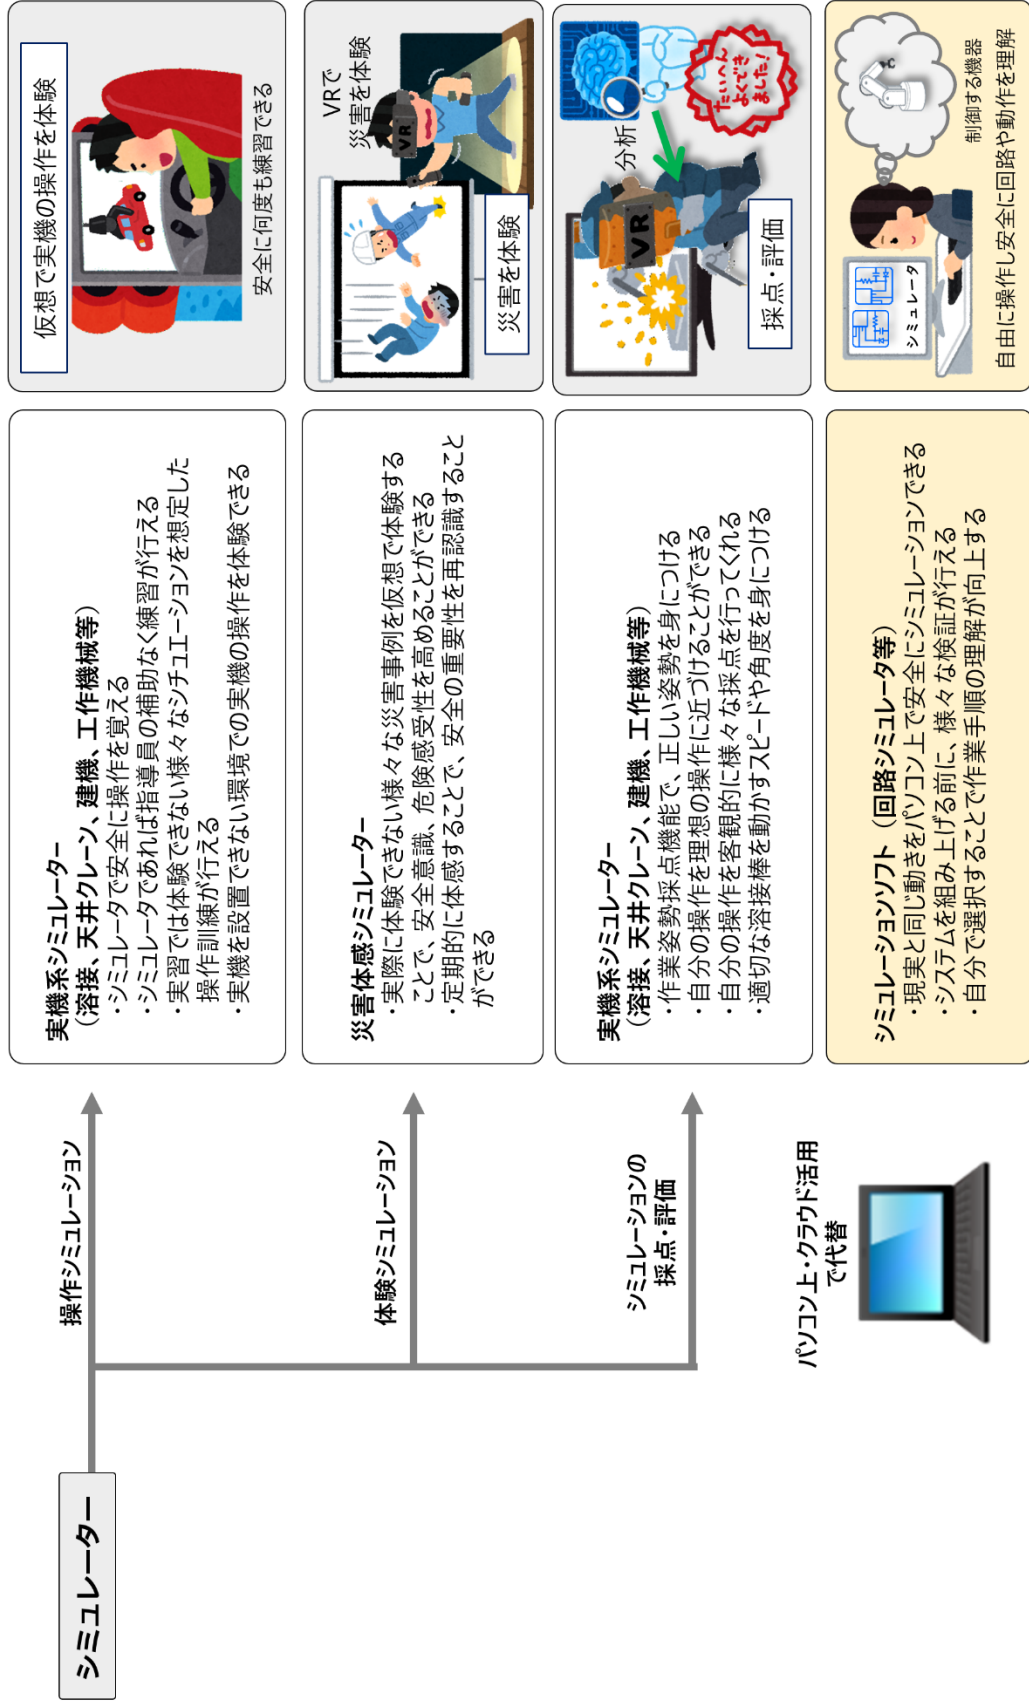 シミュレーター
操作シミュレーション
実機系シミュレーター
（溶接、天井クレーン、建機、工作機械等）
・シミュレータで安全に操作を覚える
・シミュレータであれば指導員の補助なく練習が行える
・実習では体験できない様々なシチュエーションを想定した
操作訓練が行える
・実機を設置できない環境での実機の操作を体験できる
仮想で実機の操作を体験
安全に何度も練習できる
体験シミュレーション
災害体感シミュレーター
・実際に体験できない様々な災害事例を仮想で体験する
ことで、安全意識、危険感受性を高めることができる
・定期的に体感することで、安全の重要性を再認識すること
ができる
VRで
災害を体験
VR
災害を体験
シミュレーションの
採点・評価
実機系シミュレーター
（溶接、天井クレーン、建機、工作機械等）
・作業姿勢採点機能で、正しい姿勢を身につける
・自分の操作を理想の操作に近づけることができる
・自分の操作を客観的に様々な採点を行ってくれる
・適切な溶接棒を動かすスピードや角度を身につける
分析
たいへん
よくでき
ました！
VR
採点・評価
パソコン上・クラウド活用
で代替
シミュレーションソフト（回路シミュレータ等）
・現実と同じ動きをパソコン上で安全にシミュレーションできる
・システムを組み上げる前に、様々な検証が行える
・自分で選択することで作業手順の理解が向上する
シミュレータ
制御する機器
自由に操作し安全に回路や動作を理解